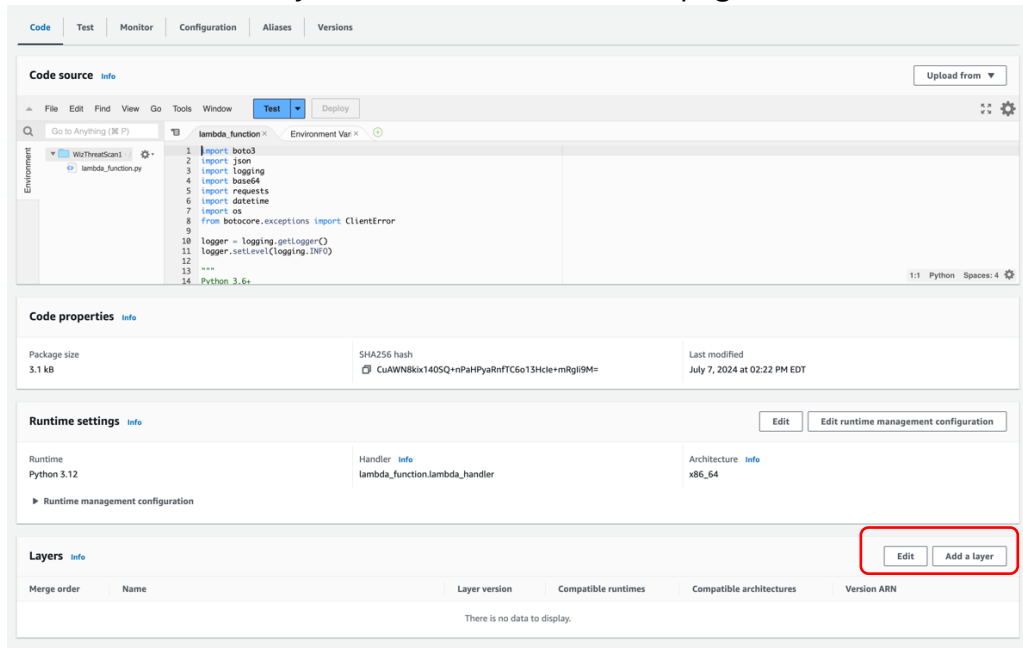 Code Test Monitor Configuration Aliases Versions
Code source Info
Upload from ▼
File Edit Find View Go Tools Window Test Deploy
Go to Anything (⌘ P)
lambda_function × Environment Var ×
Environment
WizThreatScan1 /
lambda_function.py
1 import boto3
2 import json
3 import logging
4 import base64
5 import requests
6 import datetime
7 import os
8 from botocore.exceptions import ClientError
9
10 logger = logging.getLogger()
11 logger.setLevel(logging.INFO)
12
13 """
14 Python 3.6+
1:1 Python Spaces: 4
Code properties Info
Package size SHA256 hash Last modified
3.1 kB CuAWN8kix140SQ+nPaHPyaRnfTC6o13Hcle+mRgli9M= July 7, 2024 at 02:22 PM EDT
Runtime settings Info
Edit Edit runtime management configuration
Runtime Handler Info Architecture Info
Python 3.12 lambda_function.lambda_handler x86_64
▶ Runtime management configuration
Layers Info
Edit Add a layer
Merge order Name Layer version Compatible runtimes Compatible architectures Version ARN
There is no data to display.